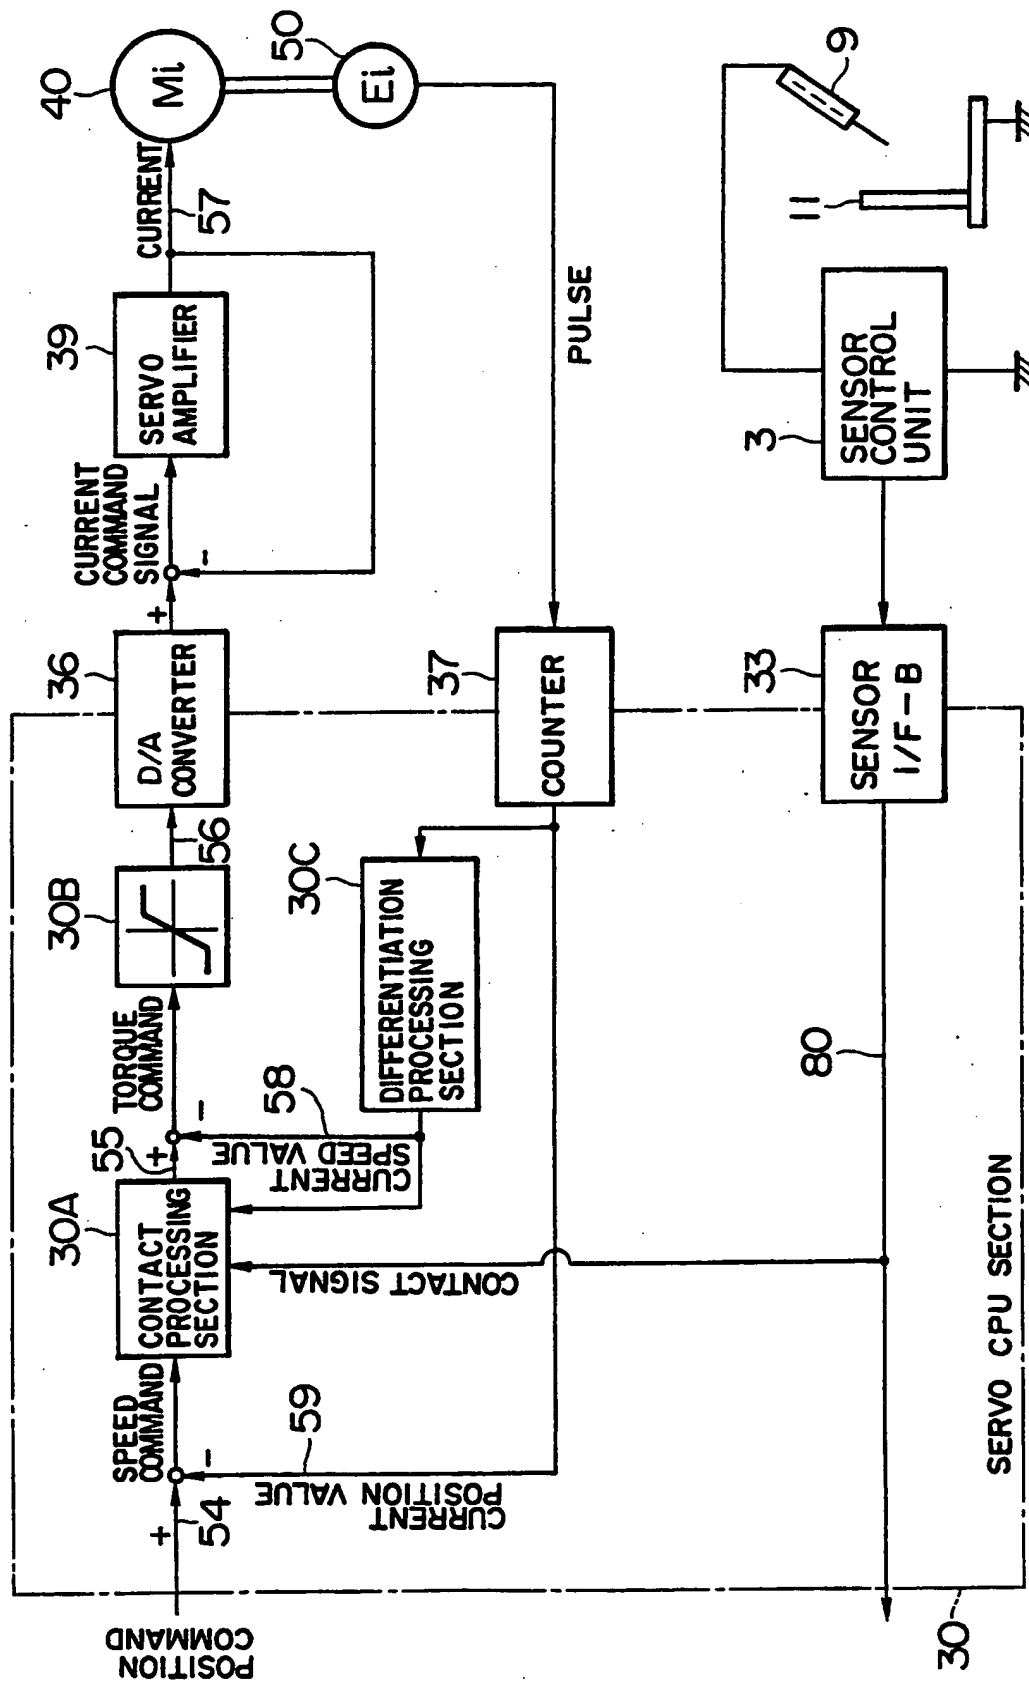 POSITION
COMMAND
+
54
-
SPEED
COMMAND
59
CURRENT
POSITION VALUE
30A
CONTACT
PROCESSING
SECTION
CONTACT SIGNAL
55
+
-
58
CURRENT
SPEED VALUE
TORQUE
COMMAND
30B
56
30C
DIFFERENTIATION
PROCESSING
SECTION
36
D/A
CONVERTER
+
-
CURRENT
COMMAND
SIGNAL
39
SERVO
AMPLIFIER
CURRENT
57
40
Mi
50
Ei
PULSE
37
COUNTER
33
SENSOR
I/F-B
80
3
SENSOR
CONTROL
UNIT
11
9
SERVO CPU SECTION
30